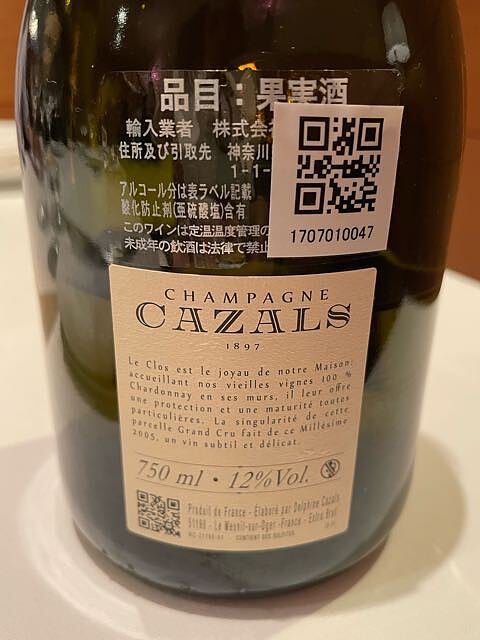 品目：果実酒
輸入業者　株式会
住所及び引取先　神奈川
1-1-
アルコール分は表ラベル記載
酸化防止剤(亜硫酸塩)含有
このワインは定温温度管理の
未成年の飲酒は法律で禁止
1707010047
CHAMPAGNE
CAZALS
1897
Le Clos est le joyau de notre Maison:
accueillant nos vieilles vignes 100 %
Chardonnay en ses murs, il leur offre
une protection et une maturité toutes
particulières. La singularité de cette
parcelle Grand Cru fait de ce Millésime
2005, un vin subtil et délicat.
750 ml • 12%Vol.
Produit de France - Élaboré par Delphine Cazals
51190 - Le Mesnil-sur-Oger - France - Extra Brut
CONTIENT DES SULFITES